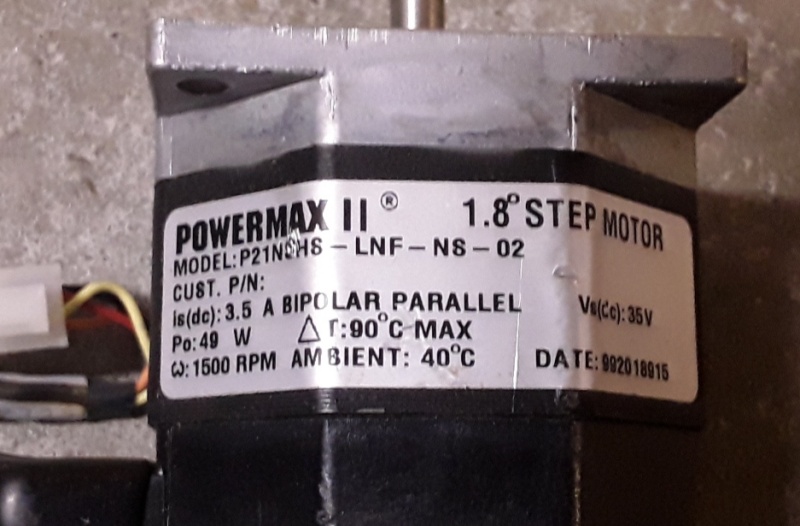 POWERMAX II ® 1.8° STEP MOTOR
MODEL: P21NSHS - LNF - NS - 02
CUST. P/N:
Is(dc): 3.5 A BIPOLAR PARALLEL Vs(dc): 35V
Po: 49 W Δ T: 90°C MAX
ω: 1500 RPM AMBIENT: 40°C DATE: 992018915